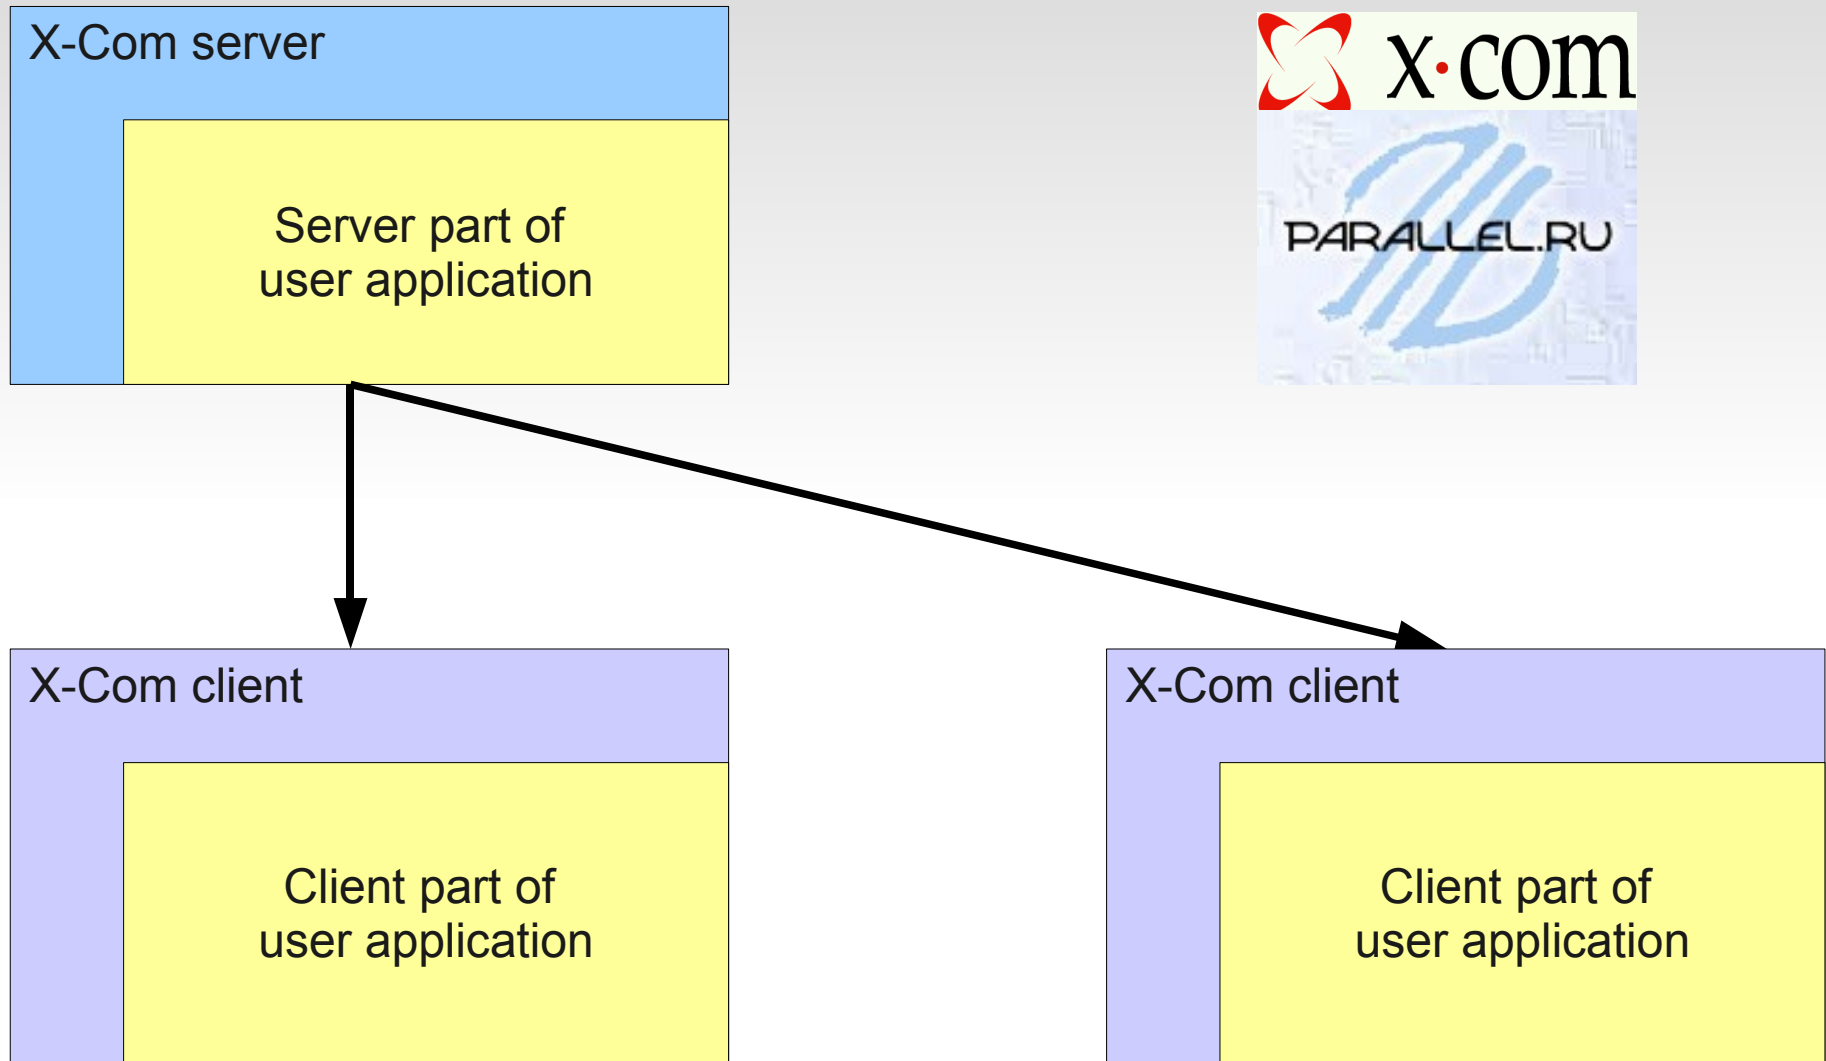 X-Com server
x·com
Server part of
user application
PARALLEL.RU
X-Com client
X-Com client
Client part of
user application
Client part of
user application